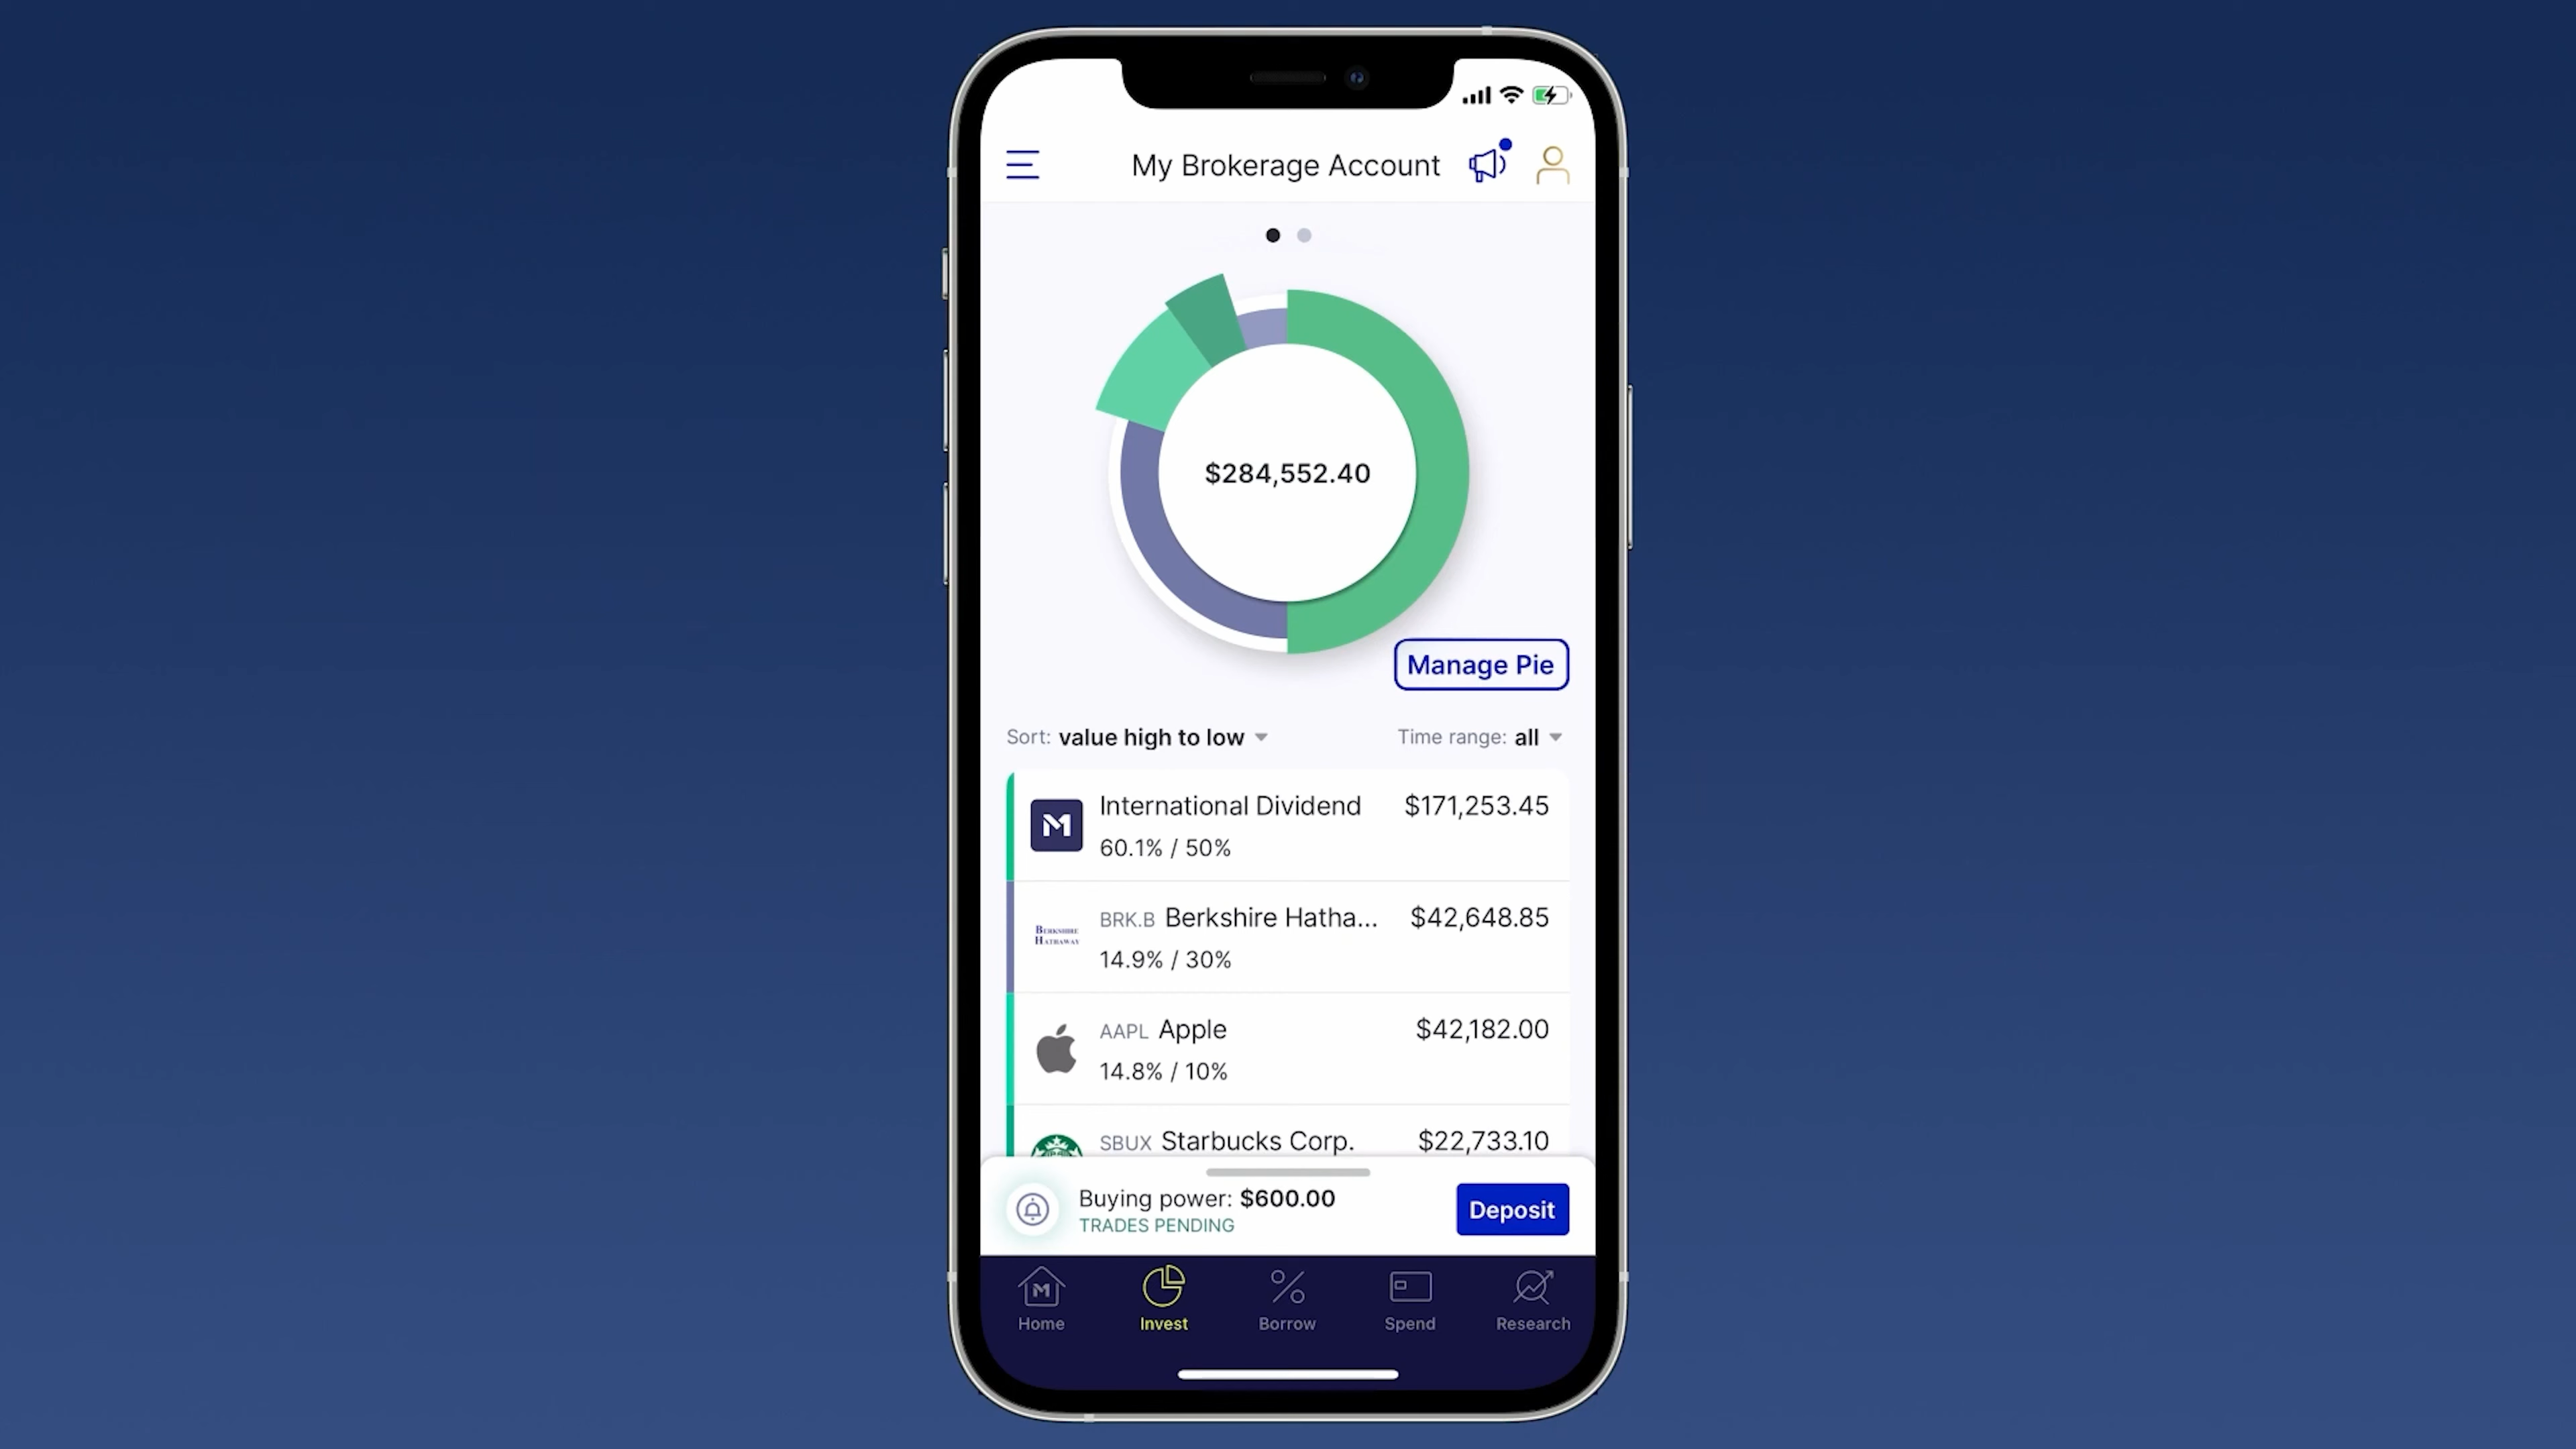 My Brokerage Account
$284,552.40
Manage Pie
Sort: value high to low
Time range: all
M
International Dividend $171,253.45
60.1% / 50%
BERKSHIRE
HATHAWAY
BRK.B Berkshire Hatha... $42,648.85
14.9% / 30%
AAPL Apple $42,182.00
14.8% / 10%
SBUX Starbucks Corp. $22,733.10
Buying power: $600.00
TRADES PENDING
Deposit
M
Home Invest Borrow Spend Research